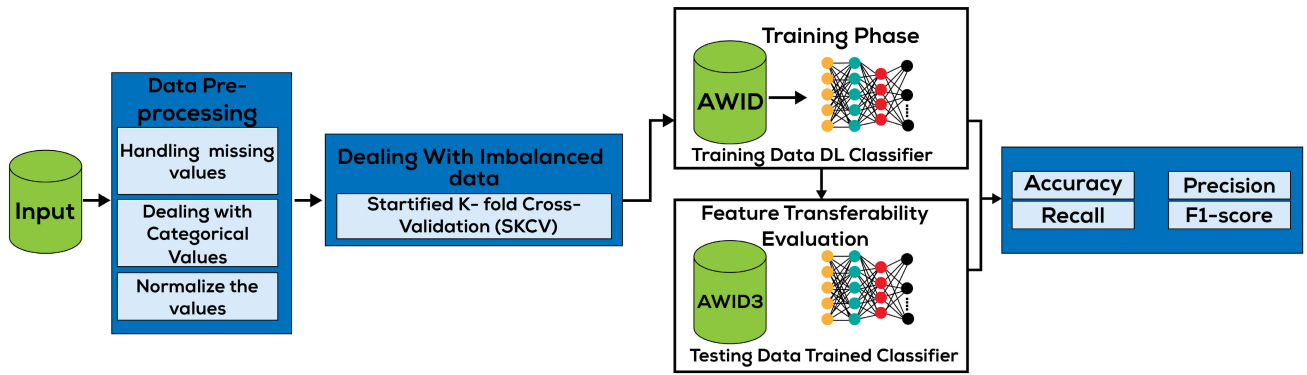 Input
Data Pre-
processing
Handling missing
values
Dealing with
Categorical
Values
Normalize the
values
Dealing With Imbalanced
data
Startified K- fold Cross-
Validation (SKCV)
Training Phase
AWID
Training Data DL Classifier
Feature Transferability
Evaluation
AWID3
Testing Data Trained Classifier
Accuracy
Precision
Recall
F1-score